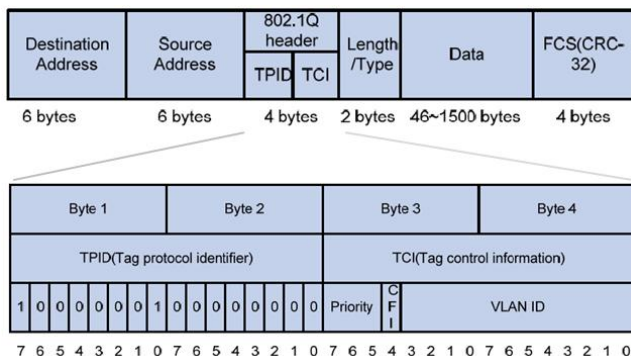 Destination Address
Source Address
802.1Q header
TPID TCI
Length /Type
Data
FCS(CRC-32)
6 bytes 6 bytes 4 bytes 2 bytes 46~1500 bytes 4 bytes
Byte 1 Byte 2 Byte 3 Byte 4
TPID(Tag protocol identifier) TCI(Tag control information)
1 0 0 0 0 0 0 1 0 0 0 0 0 0 0 0 Priority CFI VLAN ID
7 6 5 4 3 2 1 0 7 6 5 4 3 2 1 0 7 6 5 4 3 2 1 0 7 6 5 4 3 2 1 0